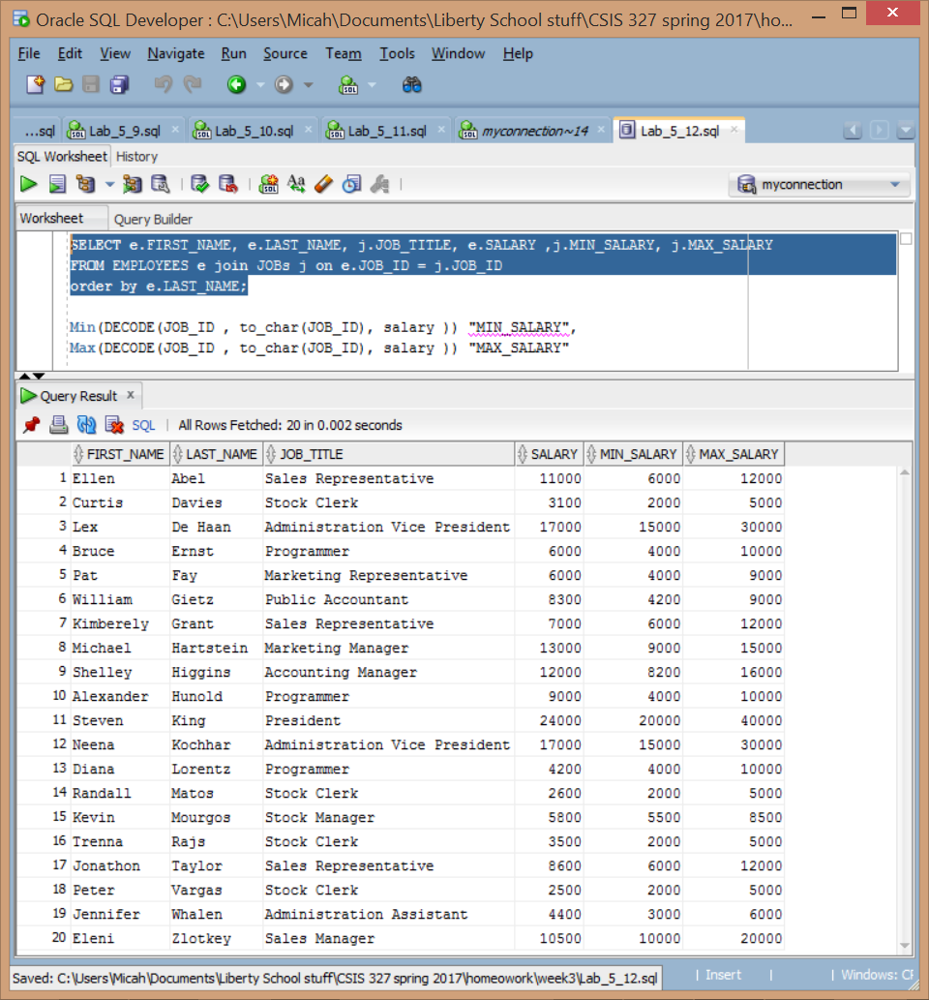 Oracle SQL Developer : C:\Users\Micah\Documents\Liberty School stuff\CSIS 327 spring 2017\ho...
File Edit View Navigate Run Source Team Tools Window Help
...sql Lab_5_9.sql Lab_5_10.sql Lab_5_11.sql myconnection~14 Lab_5_12.sql
SQL Worksheet History
myconnection
Worksheet Query Builder
SELECT e.FIRST_NAME, e.LAST_NAME, j.JOB_TITLE, e.SALARY ,j.MIN_SALARY, j.MAX_SALARY
FROM EMPLOYEES e join JOBs j on e.JOB_ID = j.JOB_ID
order by e.LAST_NAME;
Min(DECODE(JOB_ID , to_char(JOB_ID), salary )) "MIN_SALARY",
Max(DECODE(JOB_ID , to_char(JOB_ID), salary )) "MAX_SALARY"
Query Result x
SQL | All Rows Fetched: 20 in 0.002 seconds
FIRST_NAME LAST_NAME JOB_TITLE SALARY MIN_SALARY MAX_SALARY
1 Ellen Abel Sales Representative 11000 6000 12000
2 Curtis Davies Stock Clerk 3100 2000 5000
3 Lex De Haan Administration Vice President 17000 15000 30000
4 Bruce Ernst Programmer 6000 4000 10000
5 Pat Fay Marketing Representative 6000 4000 9000
6 William Gietz Public Accountant 8300 4200 9000
7 Kimberely Grant Sales Representative 7000 6000 12000
8 Michael Hartstein Marketing Manager 13000 9000 15000
9 Shelley Higgins Accounting Manager 12000 8200 16000
10 Alexander Hunold Programmer 9000 4000 10000
11 Steven King President 24000 20000 40000
12 Neena Kochhar Administration Vice President 17000 15000 30000
13 Diana Lorentz Programmer 4200 4000 10000
14 Randall Matos Stock Clerk 2600 2000 5000
15 Kevin Mourgos Stock Manager 5800 5500 8500
16 Trenna Rajs Stock Clerk 3500 2000 5000
17 Jonathon Taylor Sales Representative 8600 6000 12000
18 Peter Vargas Stock Clerk 2500 2000 5000
19 Jennifer Whalen Administration Assistant 4400 3000 6000
20 Eleni Zlotkey Sales Manager 10500 10000 20000
Saved: C:\Users\Micah\Documents\Liberty School stuff\CSIS 327 spring 2017\homeowork\week3\Lab_5_12.sql | Insert | | Windows: CF